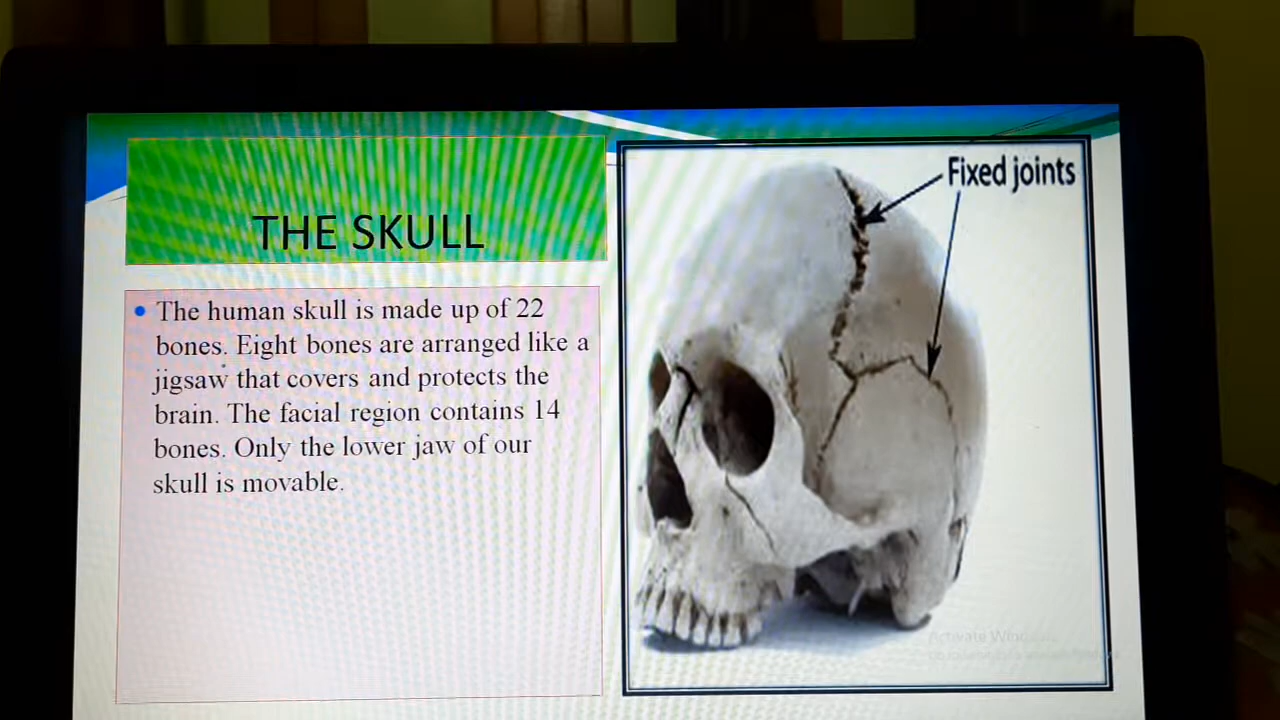 THE SKULL
The human skull is made up of 22
bones. Eight bones are arranged like a
jigsaw that covers and protects the
brain. The facial region contains 14
bones. Only the lower jaw of our
skull is movable.
Fixed joints
Activate